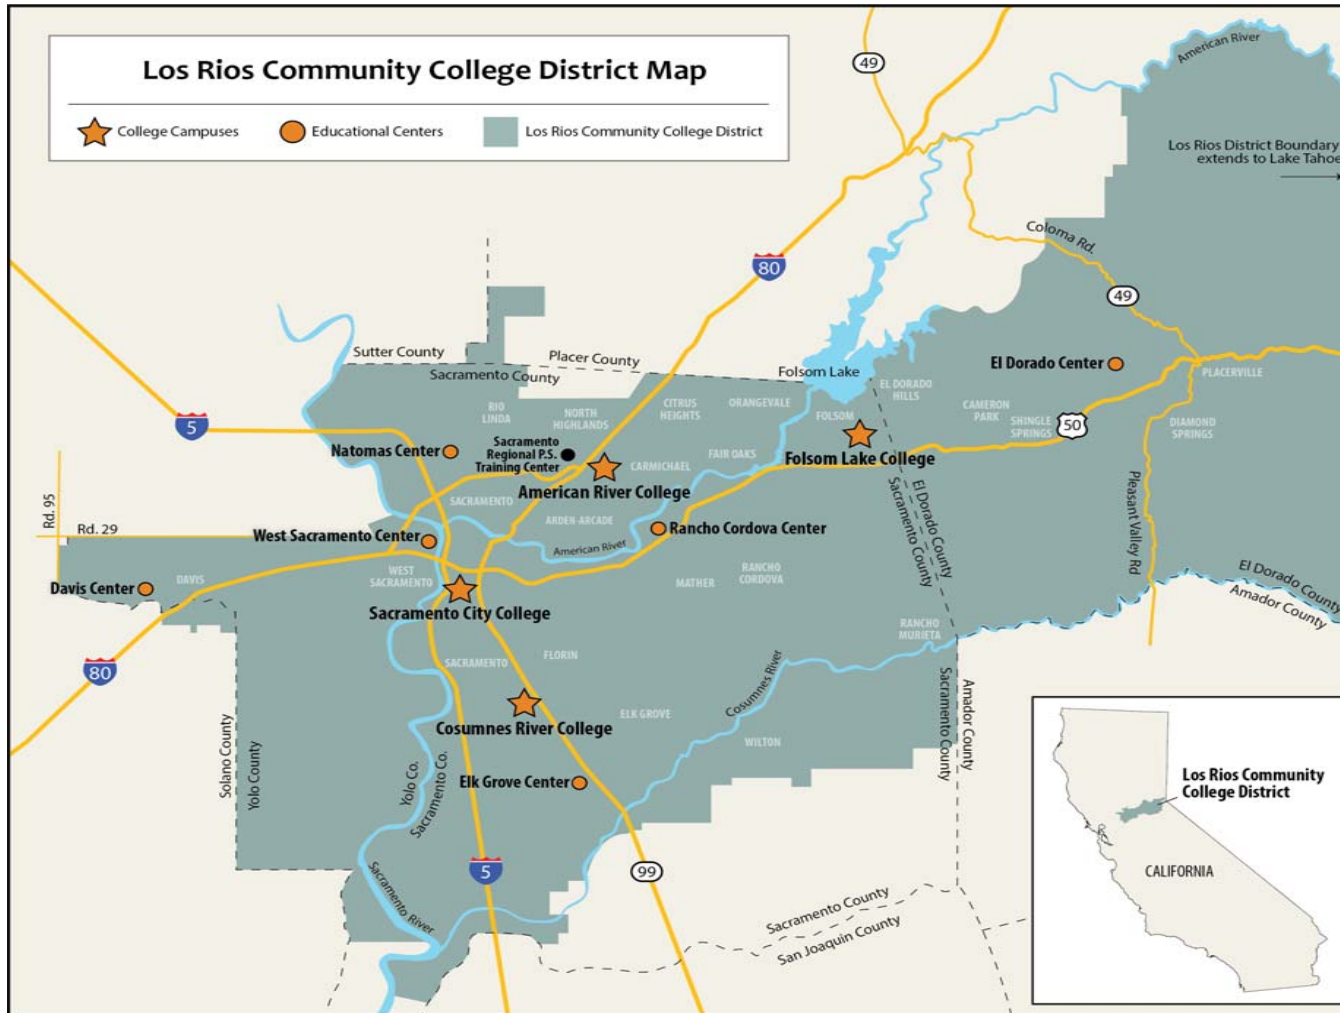 Los Rios Community College District Map
College Campuses
Educational Centers
Los Rios Community College District
49
American River
Los Rios District Boundary
extends to Lake Tahoe
80
Coloma Rd.
49
Sutter County
Placer County
Sacramento County
Folsom Lake
El Dorado Center
PLACERVILLE
EL DORADO
HILLS
CAMERON
PARK
SHINGLE
SPRINGS
50
DIAMOND
SPRINGS
5
RIO
LINDA
NORTH
HIGHLANDS
CITRUS
HEIGHTS
ORANGEVALE
FOLSOM
Natomas Center
Sacramento
Regional P.S.
Training Center
CARMICHAEL
FAIR OAKS
Folsom Lake College
American River College
SACRAMENTO
ARDEN-ARCADE
Rd. 95
Rd. 29
West Sacramento Center
American River
Rancho Cordova Center
El Dorado County
Sacramento County
Pleasant Valley Rd
Davis Center
DAVIS
WEST
SACRAMENTO
MATHER
RANCHO
CORDOVA
El Dorado County
Amador County
Sacramento City College
RANCHO
MURIETA
80
SACRAMENTO
FLORIN
Cosumnes River
Sacramento County
Amador County
Cosumnes River College
ELK GROVE
WILTON
Solano County
Yolo County
Yolo Co.
Sacramento Co.
Elk Grove Center
5
99
Sacramento River
Sacramento County
San Joaquin County
Los Rios Community
College District
CALIFORNIA